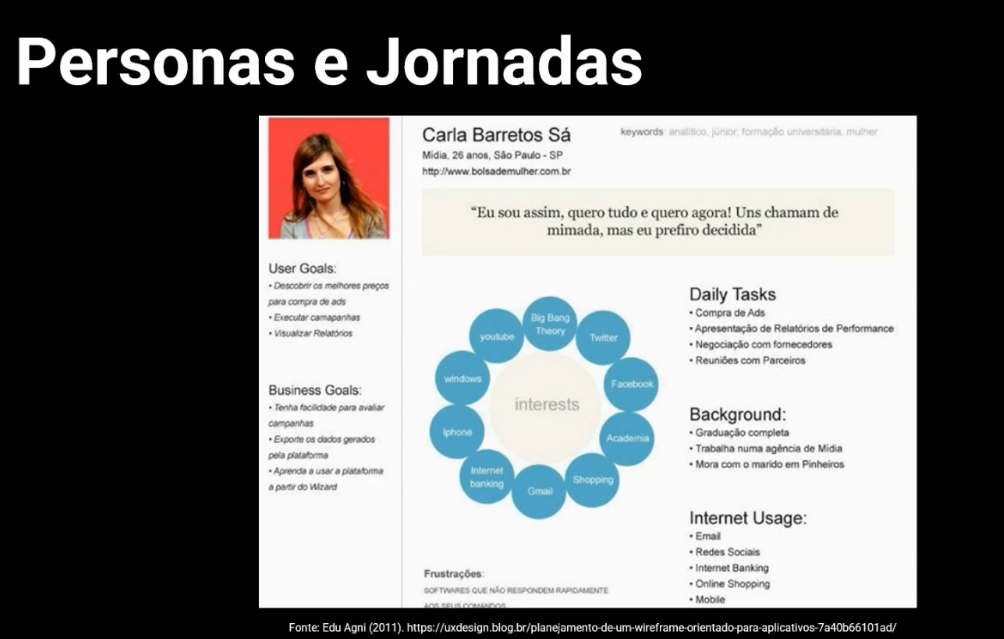 Personas e Jornadas
Carla Barretos Sá
keywords: analítico, júnior, formação universitária, mulher
Mídia, 26 anos, São Paulo - SP
http://www.bolsademulher.com.br
“Eu sou assim, quero tudo e quero agora! Uns chamam de
mimada, mas eu prefiro decidida”
User Goals:
• Descobrir os melhores preços
para compra de ads
• Executar camapanhas
• Visualizar Relatórios
Business Goals:
• Tenha facilidade para avaliar
campanhas
• Exporte os dados gerados
pela plataforma
• Aprenda a usar a plataforma
a partir do Wizard
interests
Big Bang
Theory
Twitter
Facebook
Academia
Shopping
Gmail
Internet
banking
Iphone
windows
youtube
Frustrações:
SOFTWARES QUE NÃO RESPONDEM RAPIDAMENTE
AOS SEUS COMANDOS
Daily Tasks
• Compra de Ads
• Apresentação de Relatórios de Performance
• Negociação com fornecedores
• Reuniões com Parceiros
Background:
• Graduação completa
• Trabalha numa agência de Mídia
• Mora com o marido em Pinheiros
Internet Usage:
• Email
• Redes Sociais
• Internet Banking
• Online Shopping
• Mobile
Fonte: Edu Agni (2011). https://uxdesign.blog.br/planejamento-de-um-wireframe-orientado-para-aplicativos-7a40b66101ad/